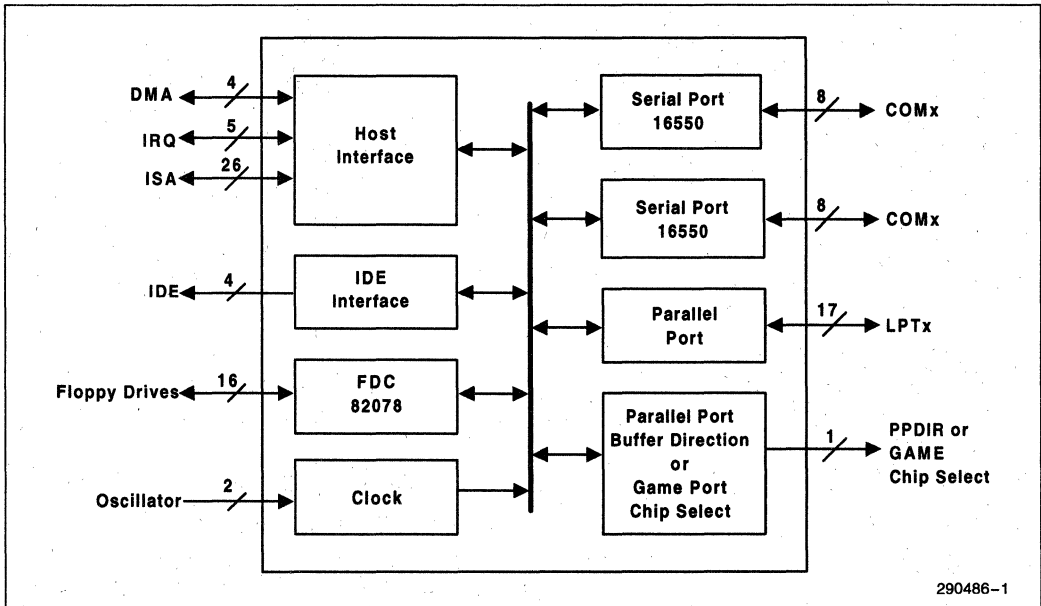 DMA
4
IRQ
5
ISA
26
Host
Interface
IDE
4
IDE
Interface
Floppy Drives
16
FDC
82078
Oscillator
2
Clock
Serial Port
16550
8
COMx
Serial Port
16550
8
COMx
Parallel
Port
17
LPTx
Parallel Port
Buffer Direction
or
Game Port
Chip Select
1
PPDIR or
GAME
Chip Select
290486-1